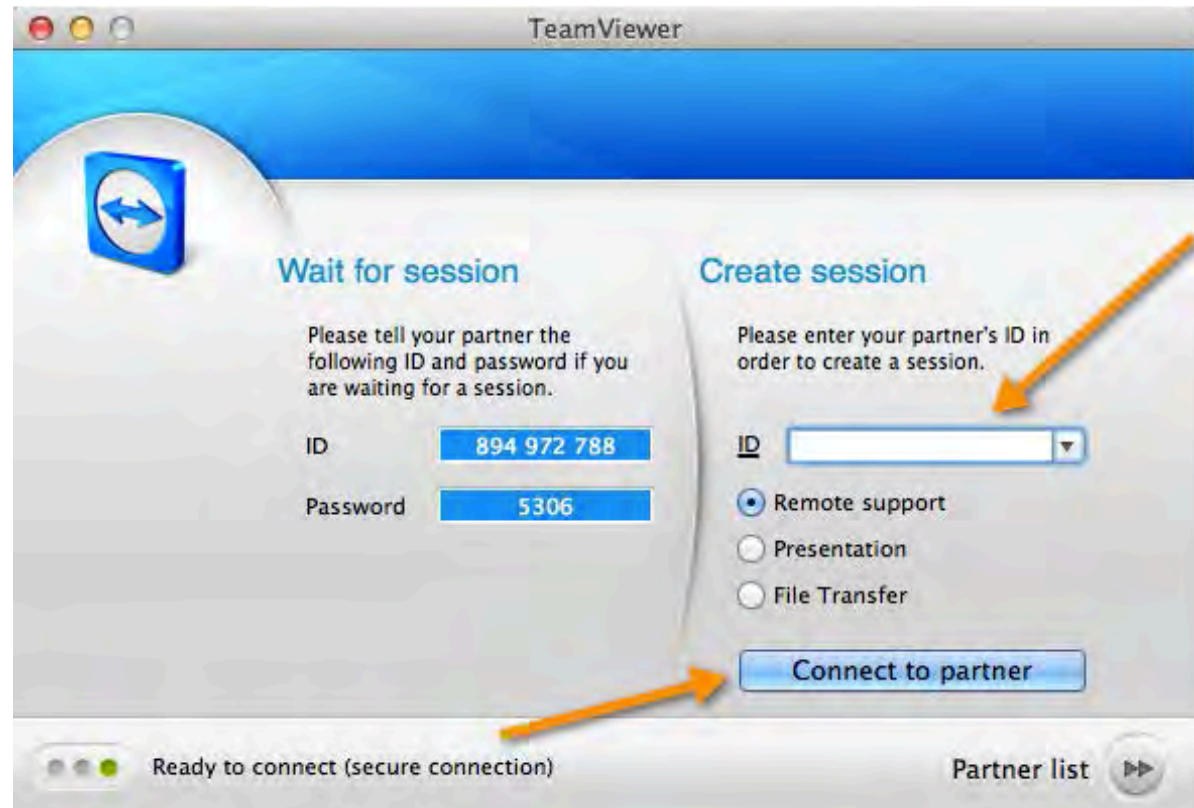 TeamViewer
Wait for session
Please tell your partner the
following ID and password if you
are waiting for a session.
ID 894 972 788
Password 5306
Create session
Please enter your partner's ID in
order to create a session.
ID
Remote support
Presentation
File Transfer
Connect to partner
Ready to connect (secure connection)
Partner list